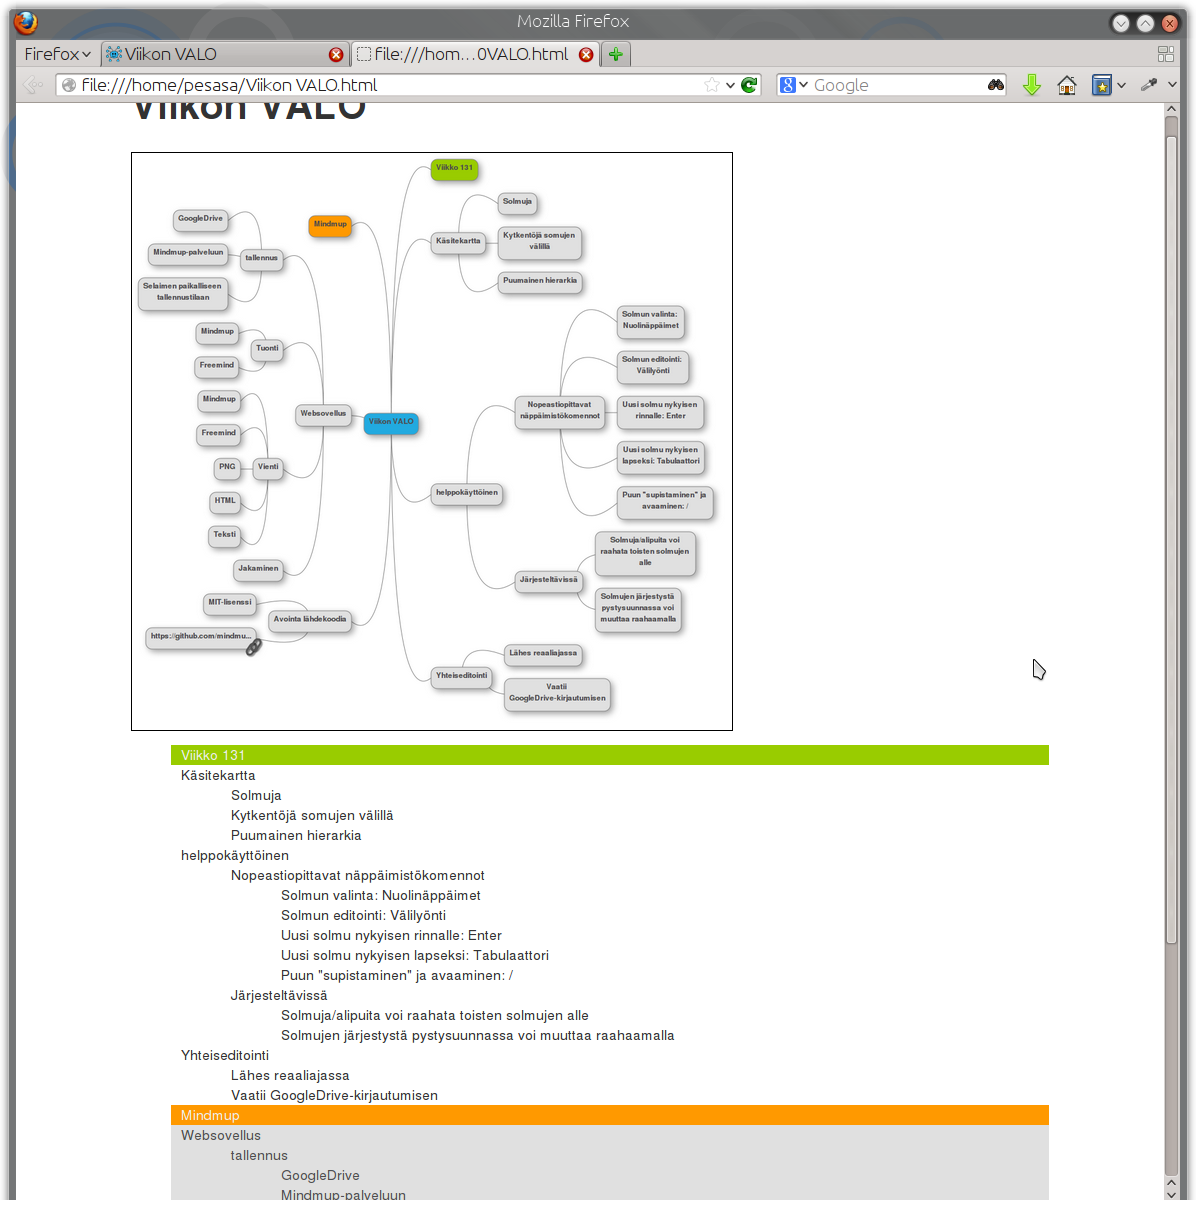 Mozilla Firefox
Firefox
Viikon VALO
file:///hom...0VALO.html
file:///home/pesasa/Viikon VALO.html
Google
Viikon VALO
Viikko 131
Solmuja
Käsitekartta
Kytkentöjä somujen
välillä
Puumainen hierarkia
Mindmup
GoogleDrive
Mindmup-palveluun
tallennus
Selaimen paikalliseen
tallennustilaan
Mindmup
Tuonti
Freemind
Mindmup
Freemind
PNG
Vienti
HTML
Teksti
Jakaminen
Websovellus
Viikon VALO
MIT-lisenssi
Avointa lähdekoodia
https://github.com/mindmu...
Solmun valinta:
Nuolinäppäimet
Solmun editointi:
Välilyönti
Nopeastiopittavat
näppäimistökomennot
Uusi solmu nykyisen
rinnalle: Enter
Uusi solmu nykyisen
lapseksi: Tabulaattori
Puun "supistaminen" ja
avaaminen: /
helppokäyttöinen
Solmuja/alipuita voi
raahata toisten solmujen
alle
Järjesteltävissä
Solmujen järjestystä
pystysuunnassa voi
muuttaa raahaamalla
Lähes reaaliajassa
Yhteiseditointi
Vaatii
GoogleDrive-kirjautumisen
Viikko 131
Käsitekartta
Solmuja
Kytkentöjä somujen välillä
Puumainen hierarkia
helppokäyttöinen
Nopeastiopittavat näppäimistökomennot
Solmun valinta: Nuolinäppäimet
Solmun editointi: Välilyönti
Uusi solmu nykyisen rinnalle: Enter
Uusi solmu nykyisen lapseksi: Tabulaattori
Puun "supistaminen" ja avaaminen: /
Järjesteltävissä
Solmuja/alipuita voi raahata toisten solmujen alle
Solmujen järjestystä pystysuunnassa voi muuttaa raahaamalla
Yhteiseditointi
Lähes reaaliajassa
Vaatii GoogleDrive-kirjautumisen
Mindmup
Websovellus
tallennus
GoogleDrive
Mindmup-palveluun